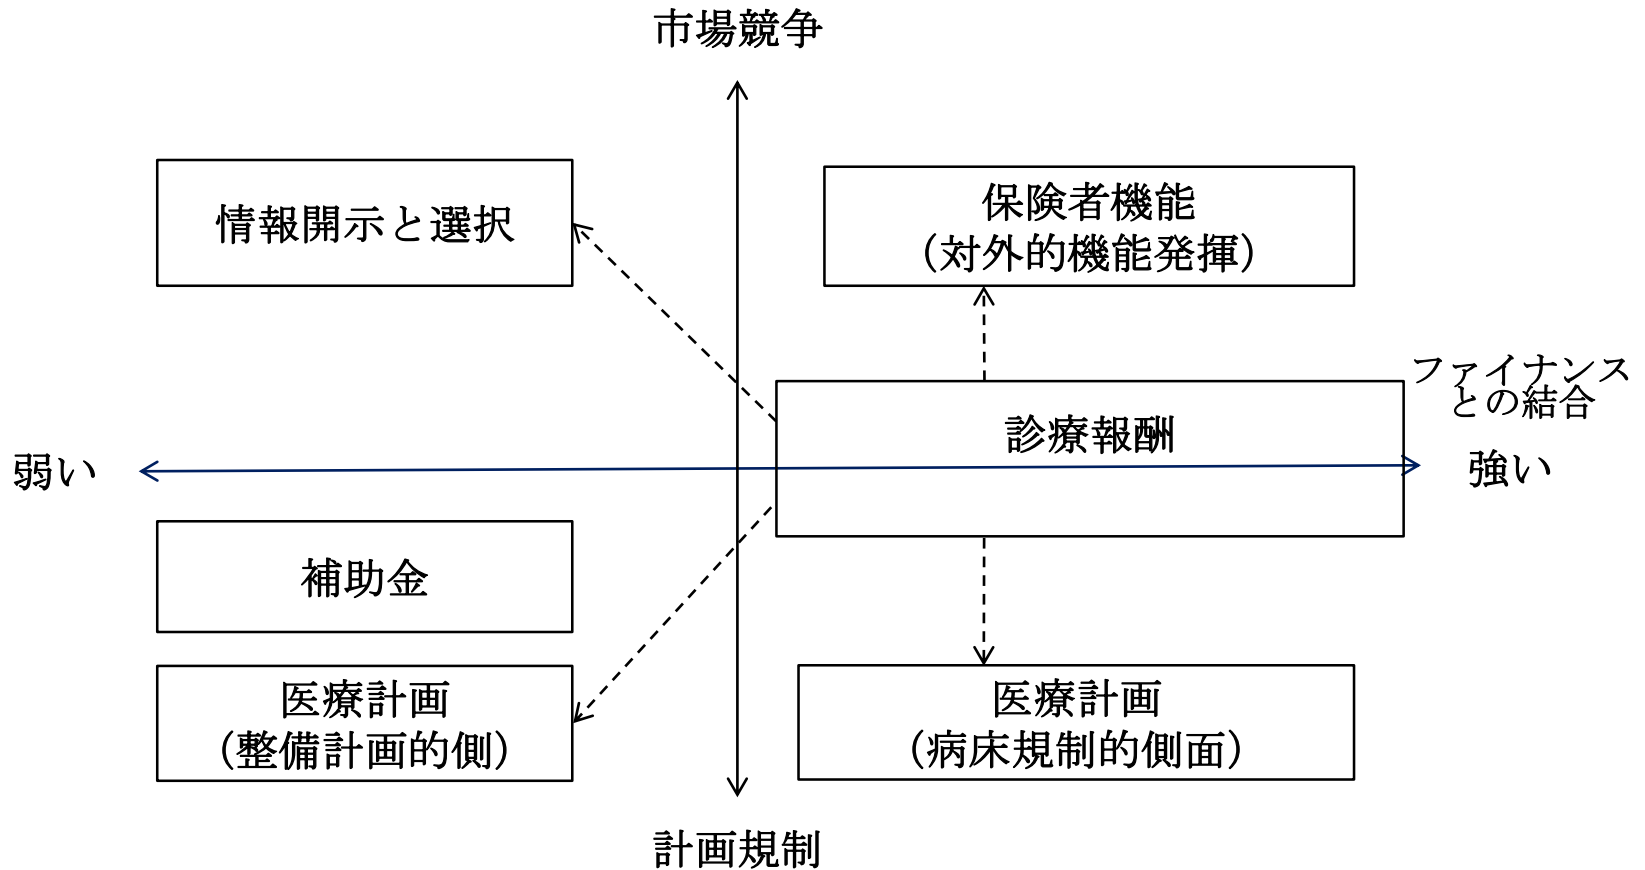 市場競争
情報開示と選択
保険者機能
（対外的機能発揮）
ファイナンス
との結合
診療報酬
弱い
強い
補助金
医療計画
（整備計画的側）
医療計画
（病床規制的側面）
計画規制